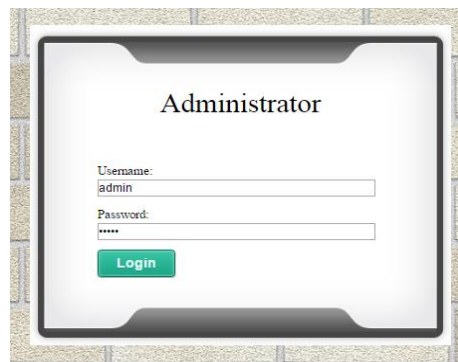 Administrator
Username:
admin
Password:
•••••
Login